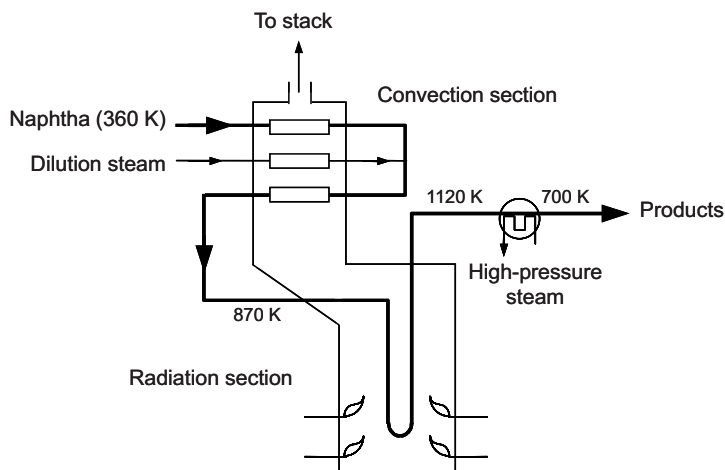 To stack
Convection section
Naphtha (360 K)
Dilution steam
1120 K
700 K
Products
High-pressure
steam
870 K
Radiation section